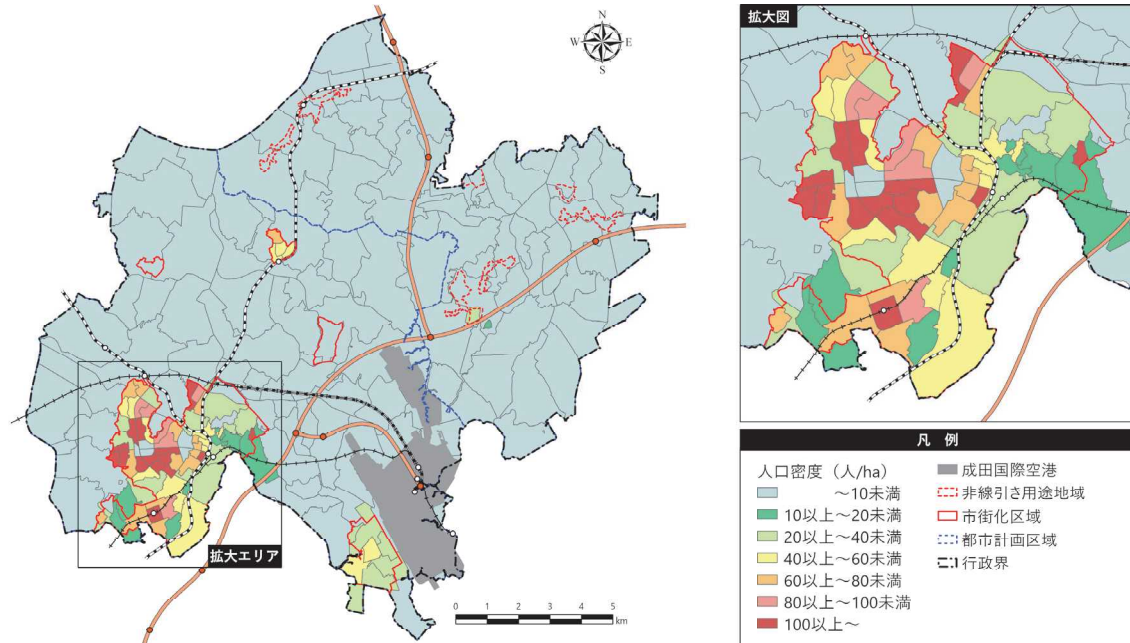 N
W E
S
拡大エリア
0 1 2 3 4 5
km
拡大図
凡 例
人口密度（人/ha）
～10未満
10以上～20未満
20以上～40未満
40以上～60未満
60以上～80未満
80以上～100未満
100以上～
成田国際空港
非線引き用途地域
市街化区域
都市計画区域
行政界